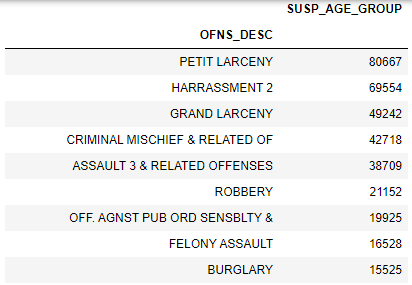 SUSP_AGE_GROUP
OFNS_DESC
PETIT LARCENY 80667
HARRASSMENT 2 69554
GRAND LARCENY 49242
CRIMINAL MISCHIEF & RELATED OF 42718
ASSAULT 3 & RELATED OFFENSES 38709
ROBBERY 21152
OFF. AGNST PUB ORD SENSBLTY & 19925
FELONY ASSAULT 16528
BURGLARY 15525